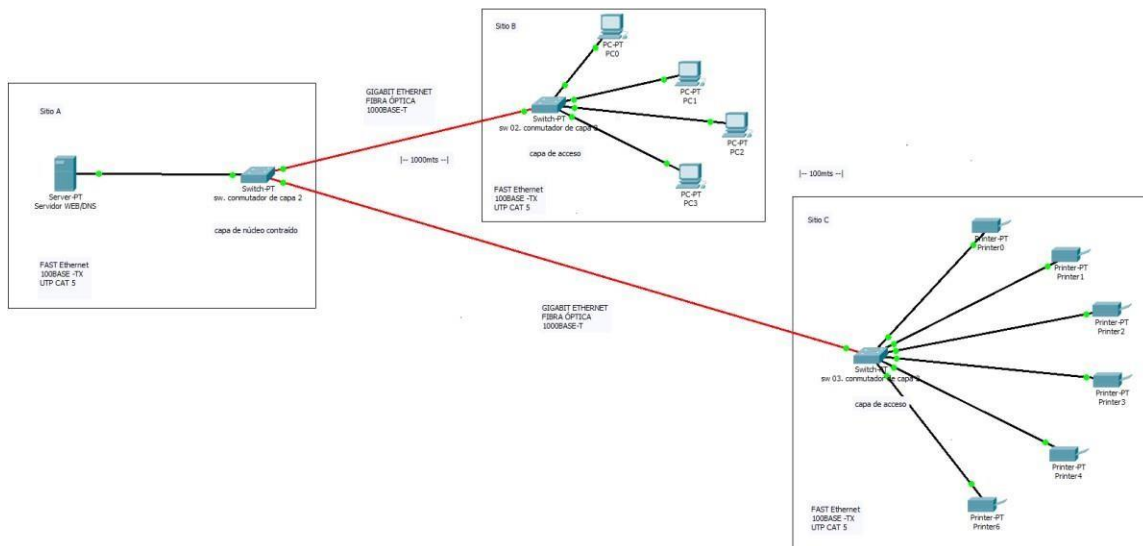 Sitio A
Server-PT
Servidor WEB/DNS
Switch-PT
sw. conmutador de capa 2
capa de núcleo contraído
FAST Ethernet
100BASE -TX
UTP CAT 5
GIGABIT ETHERNET
FIBRA ÓPTICA
1000BASE-T
|-- 1000mts --|
Sitio B
PC-PT
PC0
PC-PT
PC1
PC-PT
PC2
PC-PT
PC3
Switch-PT
sw 02. conmutador de capa 2
capa de acceso
FAST Ethernet
100BASE -TX
UTP CAT 5
GIGABIT ETHERNET
FIBRA ÓPTICA
1000BASE-T
|-- 100mts --|
Sitio C
Printer-PT
Printer0
Printer-PT
Printer1
Printer-PT
Printer2
Printer-PT
Printer3
Printer-PT
Printer4
Printer-PT
Printer6
Switch-PT
sw 03. conmutador de capa 2
capa de acceso
FAST Ethernet
100BASE -TX
UTP CAT 5